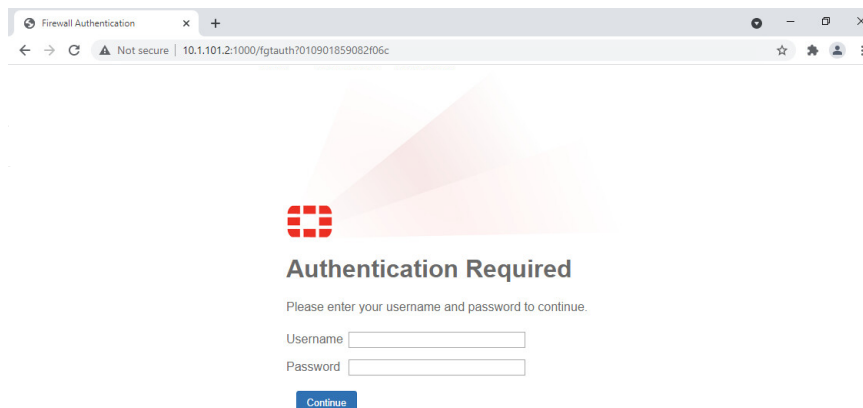 Firewall Authentication
Not secure | 10.1.101.2:1000/fgtauth?010901859082f06c
Authentication Required
Please enter your username and password to continue.
Username
Password
Continue